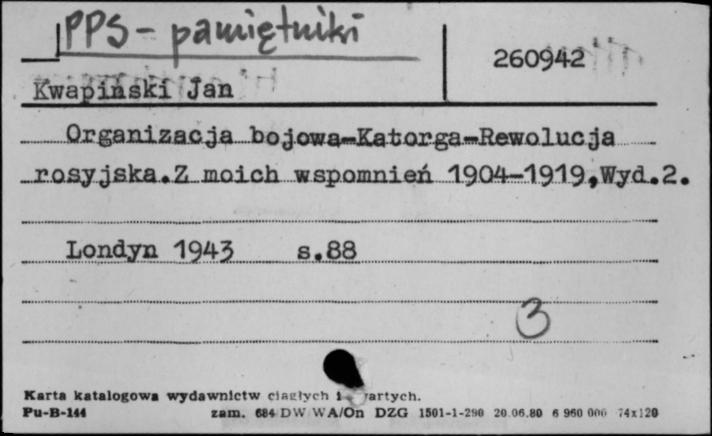 PPS - pamiętniki
260942
Kwapiński Jan
Organizacja bojowa-Katorga-Rewolucja
rosyjska.Z moich wspomnień 1904-1919,Wyd.2.
Londyn 1943 s.88
3
Karta katalogowa wydawnictw ciągłych i
Pu-B-144 zam. 684 DW WA/On DZG 1501-1-290 20.06.80 6 960 000 74x120